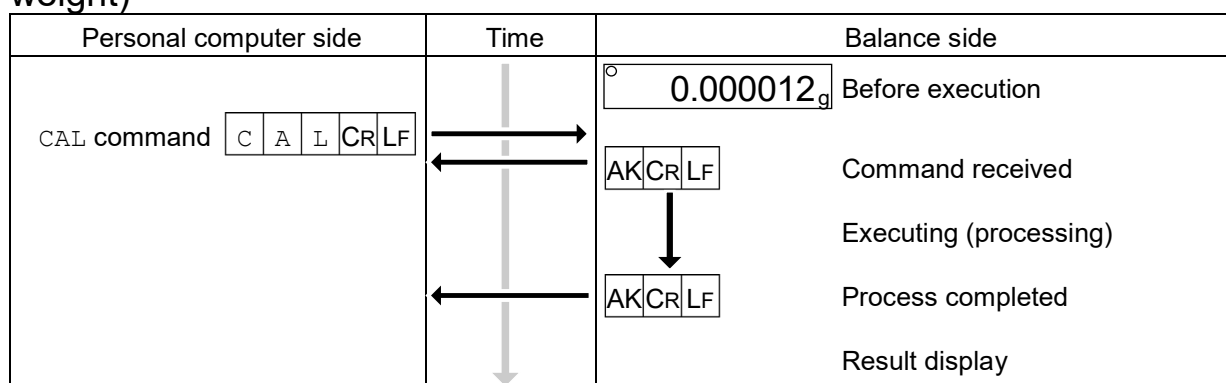 weight)
Personal computer side Time Balance side
0.000012 g Before execution
CAL command C A L CR LF
AK CR LF Command received
Executing (processing)
AK CR LF Process completed
Result display